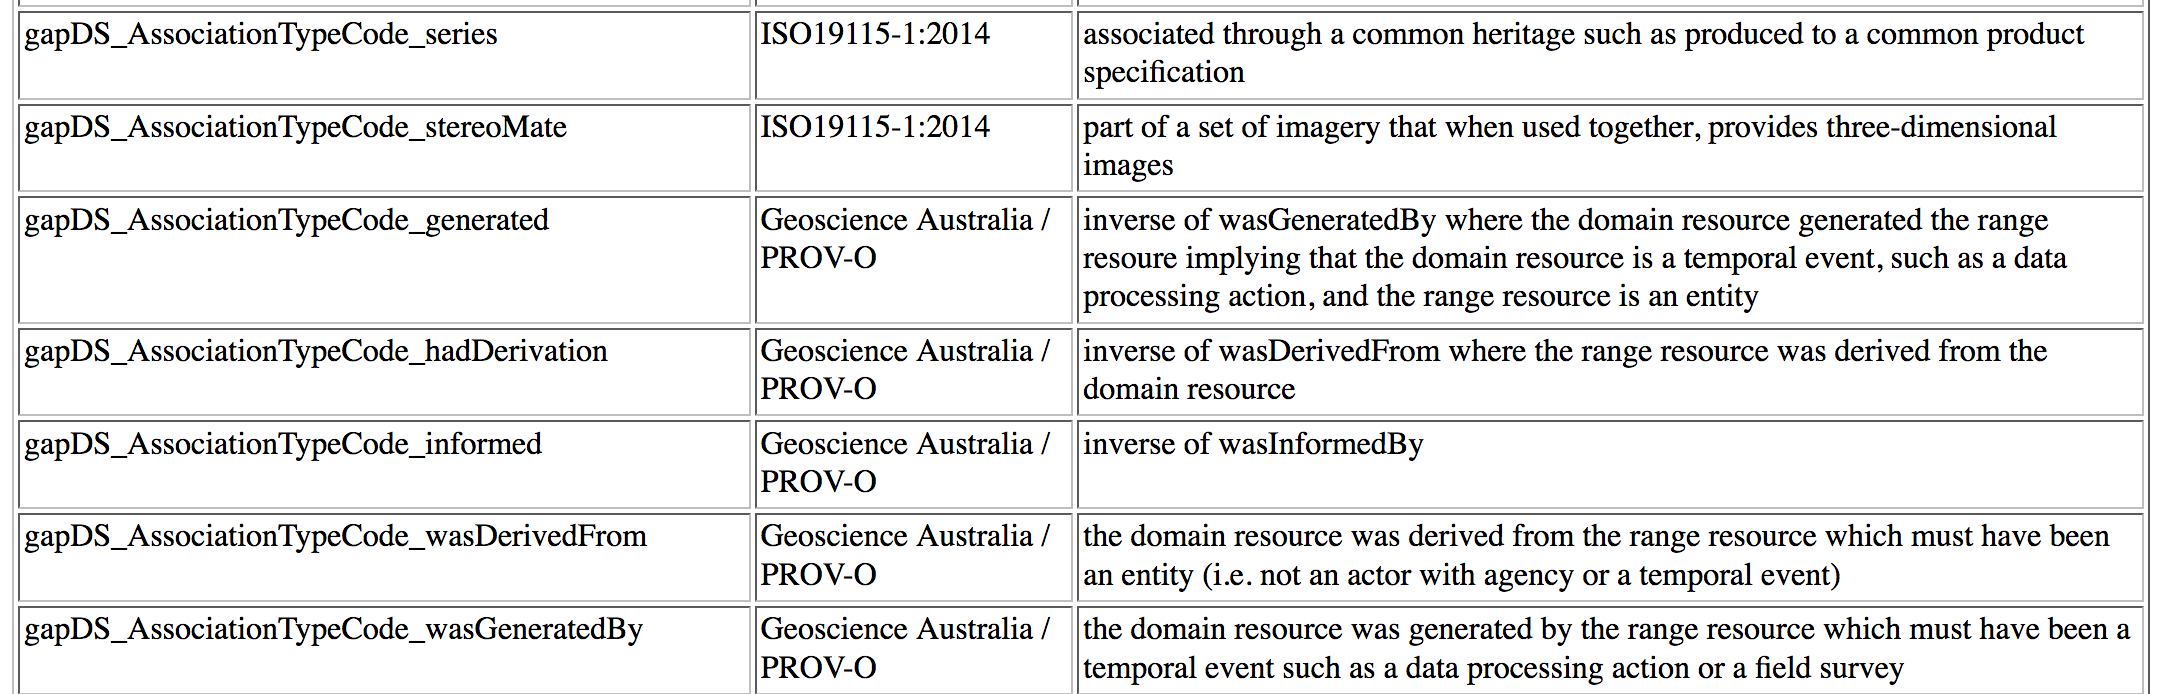 gapDS_AssociationTypeCode_series
ISO19115-1:2014
associated through a common heritage such as produced to a common product
specification
gapDS_AssociationTypeCode_stereoMate
ISO19115-1:2014
part of a set of imagery that when used together, provides three-dimensional
images
gapDS_AssociationTypeCode_generated
Geoscience Australia /
PROV-O
inverse of wasGeneratedBy where the domain resource generated the range
resoure implying that the domain resource is a temporal event, such as a data
processing action, and the range resource is an entity
gapDS_AssociationTypeCode_hadDerivation
Geoscience Australia /
PROV-O
inverse of wasDerivedFrom where the range resource was derived from the
domain resource
gapDS_AssociationTypeCode_informed
Geoscience Australia /
PROV-O
inverse of wasInformedBy
gapDS_AssociationTypeCode_wasDerivedFrom
Geoscience Australia /
PROV-O
the domain resource was derived from the range resource which must have been
an entity (i.e. not an actor with agency or a temporal event)
gapDS_AssociationTypeCode_wasGeneratedBy
Geoscience Australia /
PROV-O
the domain resource was generated by the range resource which must have been a
temporal event such as a data processing action or a field survey